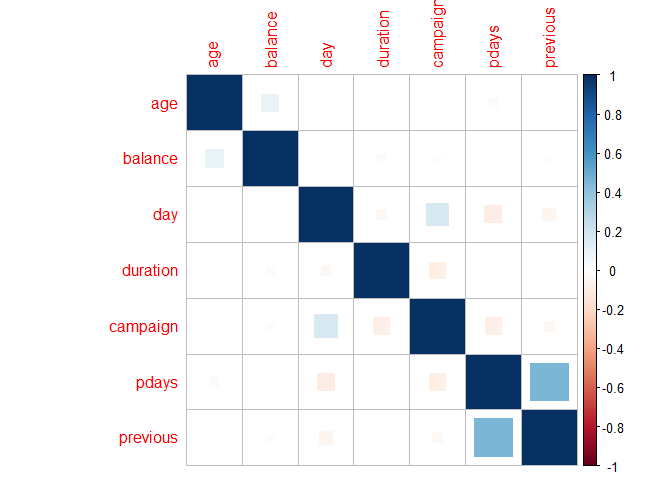 age
balance
day
duration
campaign
pdays
previous
age
balance
day
duration
campaign
pdays
previous
1
0.8
0.6
0.4
0.2
0
-0.2
-0.4
-0.6
-0.8
-1